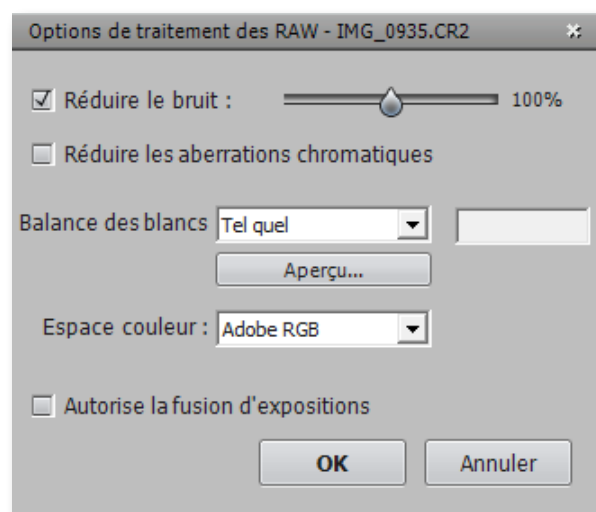 Options de traitement des RAW - IMG_0935.CR2
Réduire le bruit : 100%
Réduire les aberrations chromatiques
Balance des blancs Tel quel
Aperçu...
Espace couleur : Adobe RGB
Autorise la fusion d'expositions
OK Annuler